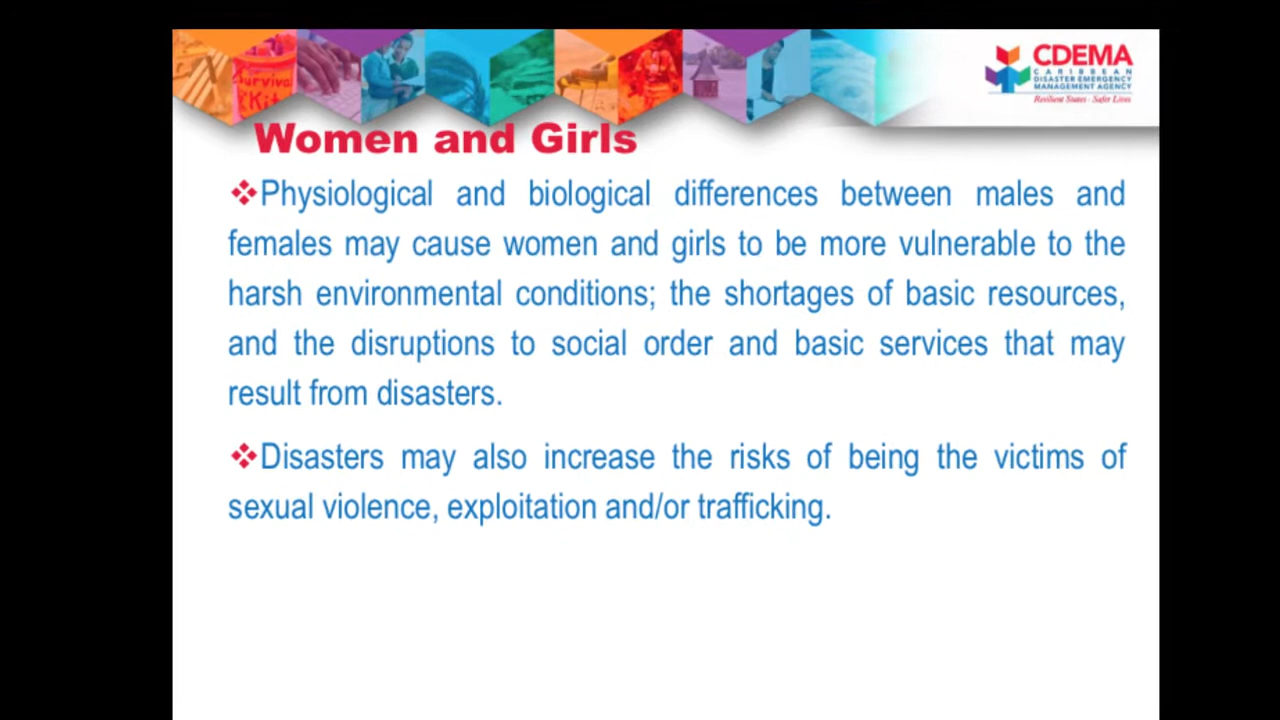 Survival
Kit
CDEMA
CARIBBEAN
DISASTER EMERGENCY
MANAGEMENT AGENCY
Resilient States - Safer Lives
Women and Girls
❖Physiological and biological differences between males and
females may cause women and girls to be more vulnerable to the
harsh environmental conditions; the shortages of basic resources,
and the disruptions to social order and basic services that may
result from disasters.
❖Disasters may also increase the risks of being the victims of
sexual violence, exploitation and/or trafficking.